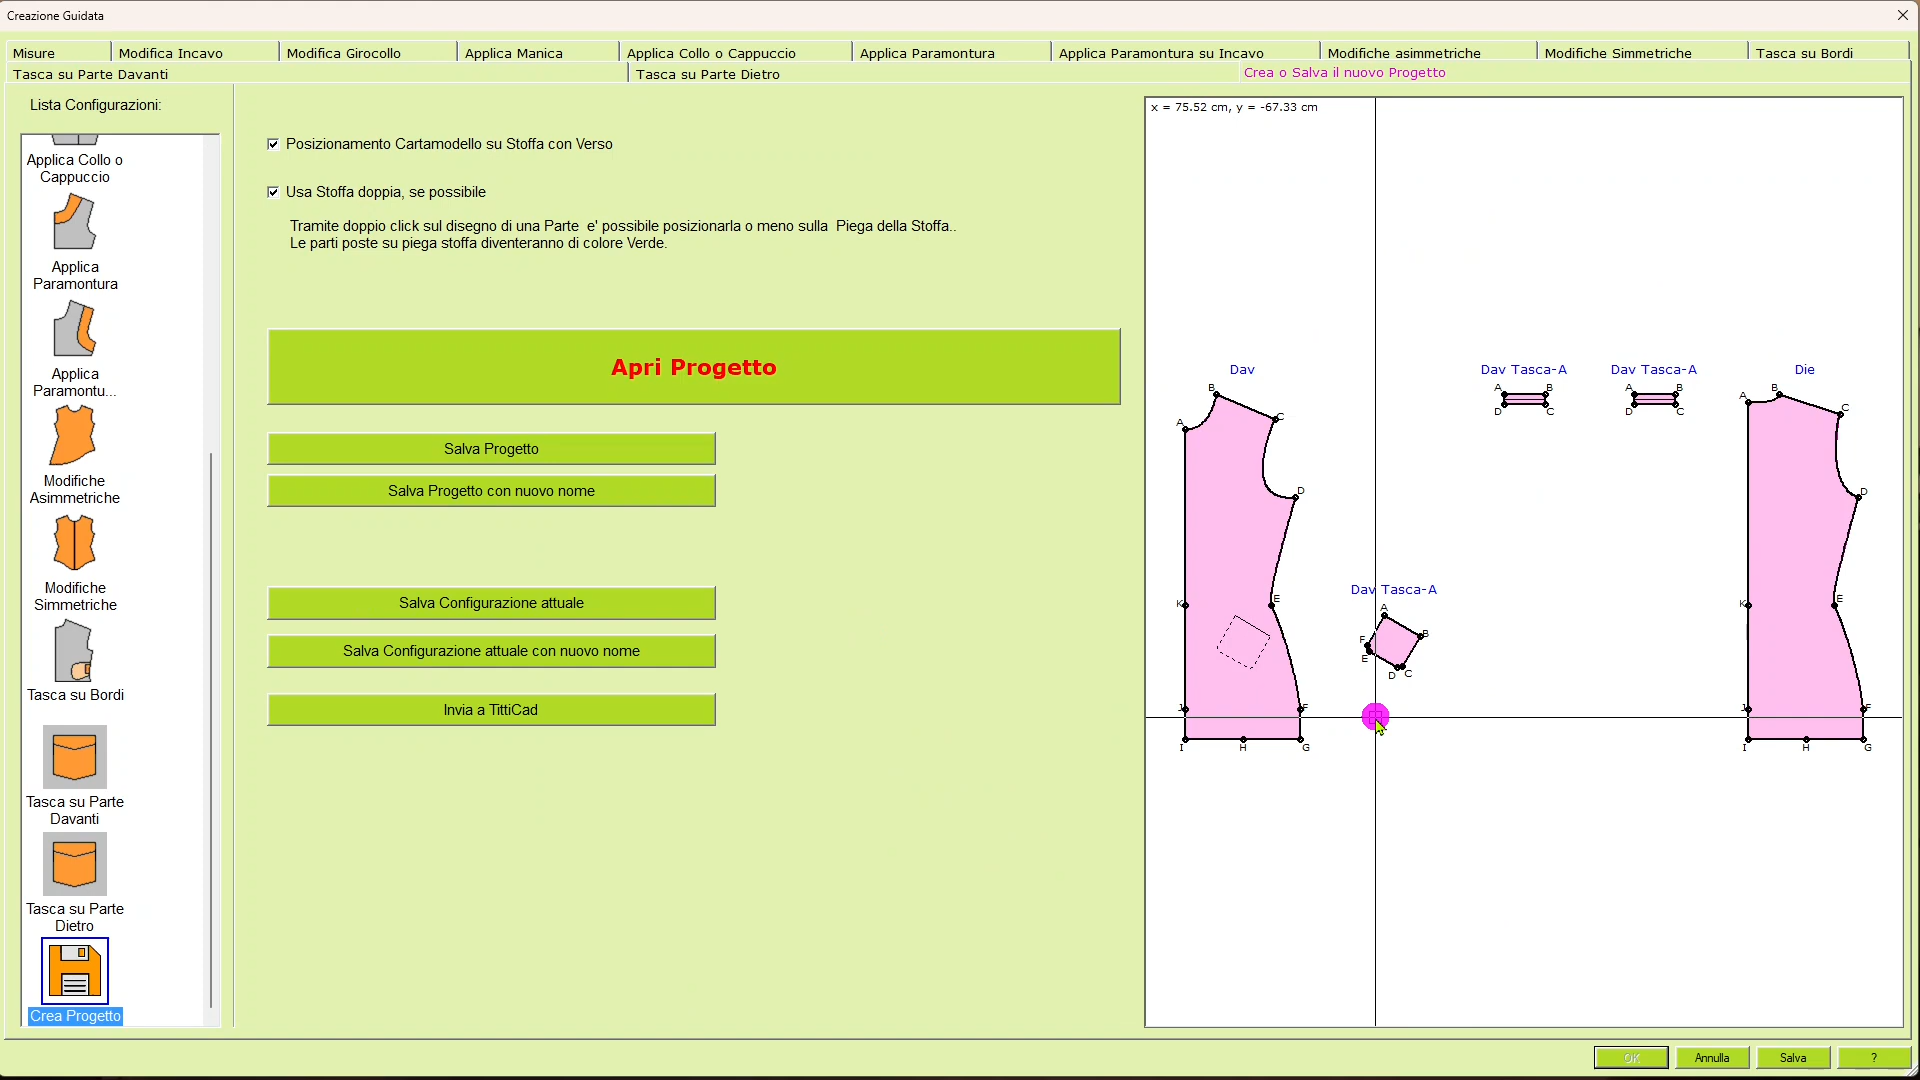 Creazione Guidata
Misure
Modifica Incavo
Modifica Girocollo
Applica Manica
Applica Collo o Cappuccio
Applica Paramontura
Applica Paramontura su Incavo
Modifiche asimmetriche
Modifiche Simmetriche
Tasca su Bordi
Tasca su Parte Davanti
Tasca su Parte Dietro
Crea o Salva il nuovo Progetto
Lista Configurazioni:
Applica Collo o
Cappuccio
Applica
Paramontura
Applica
Paramontu...
Modifiche
Asimmetriche
Modifiche
Simmetriche
Tasca su Bordi
Tasca su Parte
Davanti
Tasca su Parte
Dietro
Crea Progetto
Posizionamento Cartamodello su Stoffa con Verso
Usa Stoffa doppia, se possibile
Tramite doppio click sul disegno di una Parte e' possibile posizionarla o meno sulla Piega della Stoffa..
Le parti poste su piega stoffa diventeranno di colore Verde.
Apri Progetto
Salva Progetto
Salva Progetto con nuovo nome
Salva Configurazione attuale
Salva Configurazione attuale con nuovo nome
Invia a TittiCad
x = 75.52 cm, y = -67.33 cm
Dav
A
B
C
D
E
F
G
H
I
J
K
Dav Tasca-A
A
B
C
D
E
F
Dav Tasca-A
A
B
D
C
Dav Tasca-A
A
B
D
C
Die
A
B
C
D
E
F
G
H
I
J
K
OK
Annulla
Salva
?